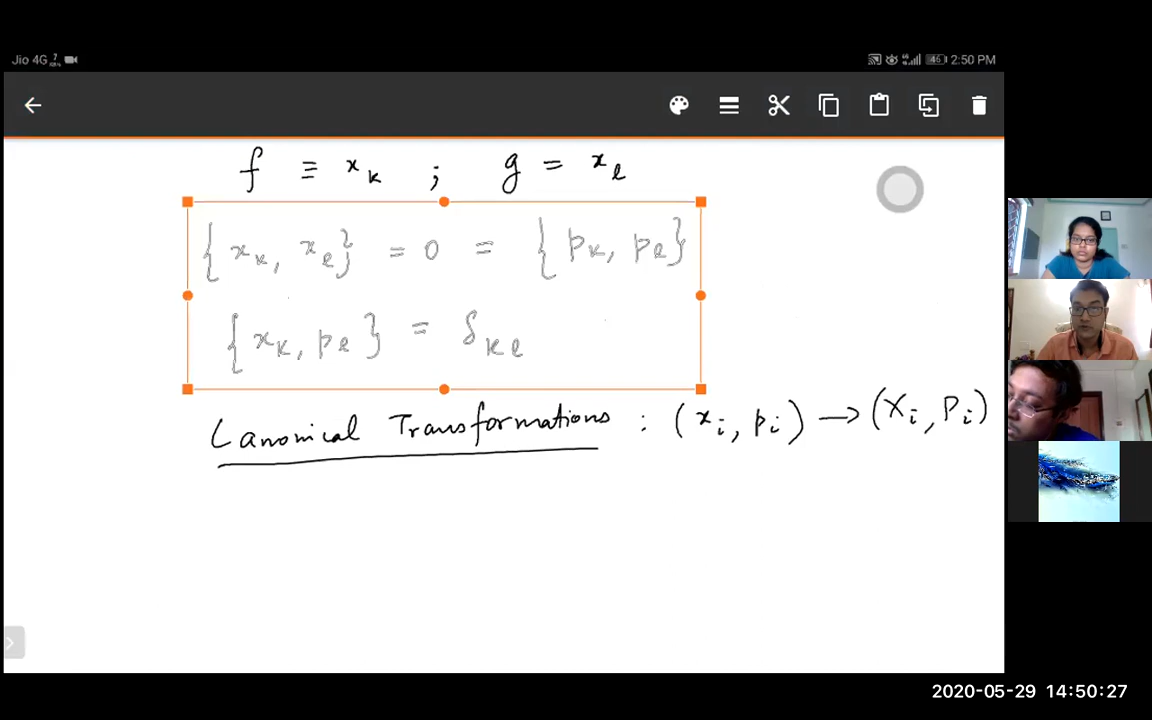 Jio 4G 2:50 PM
f ≡ x_k ; g = x_l
{x_k, x_l} = 0 = {p_k, p_l}
{x_k, p_l} = δ_kl
Canonical Transformations : (x_i, p_i) → (X_i, P_i)
2020-05-29 14:50:27